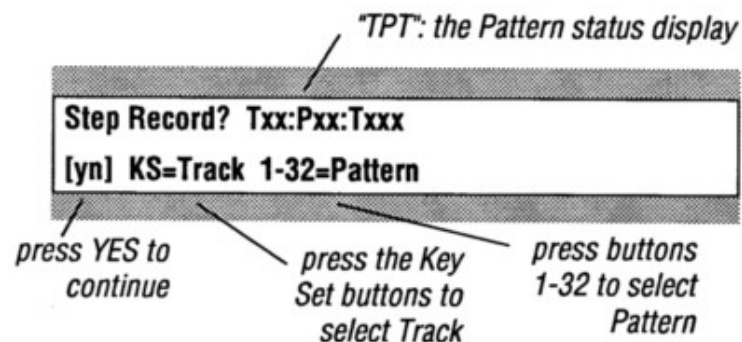 "TPT": the Pattern status display
Step Record? Txx:Pxx:Txxx
[yn] KS=Track 1-32=Pattern
press YES to
continue
press the Key
Set buttons to
select Track
press buttons
1-32 to select
Pattern